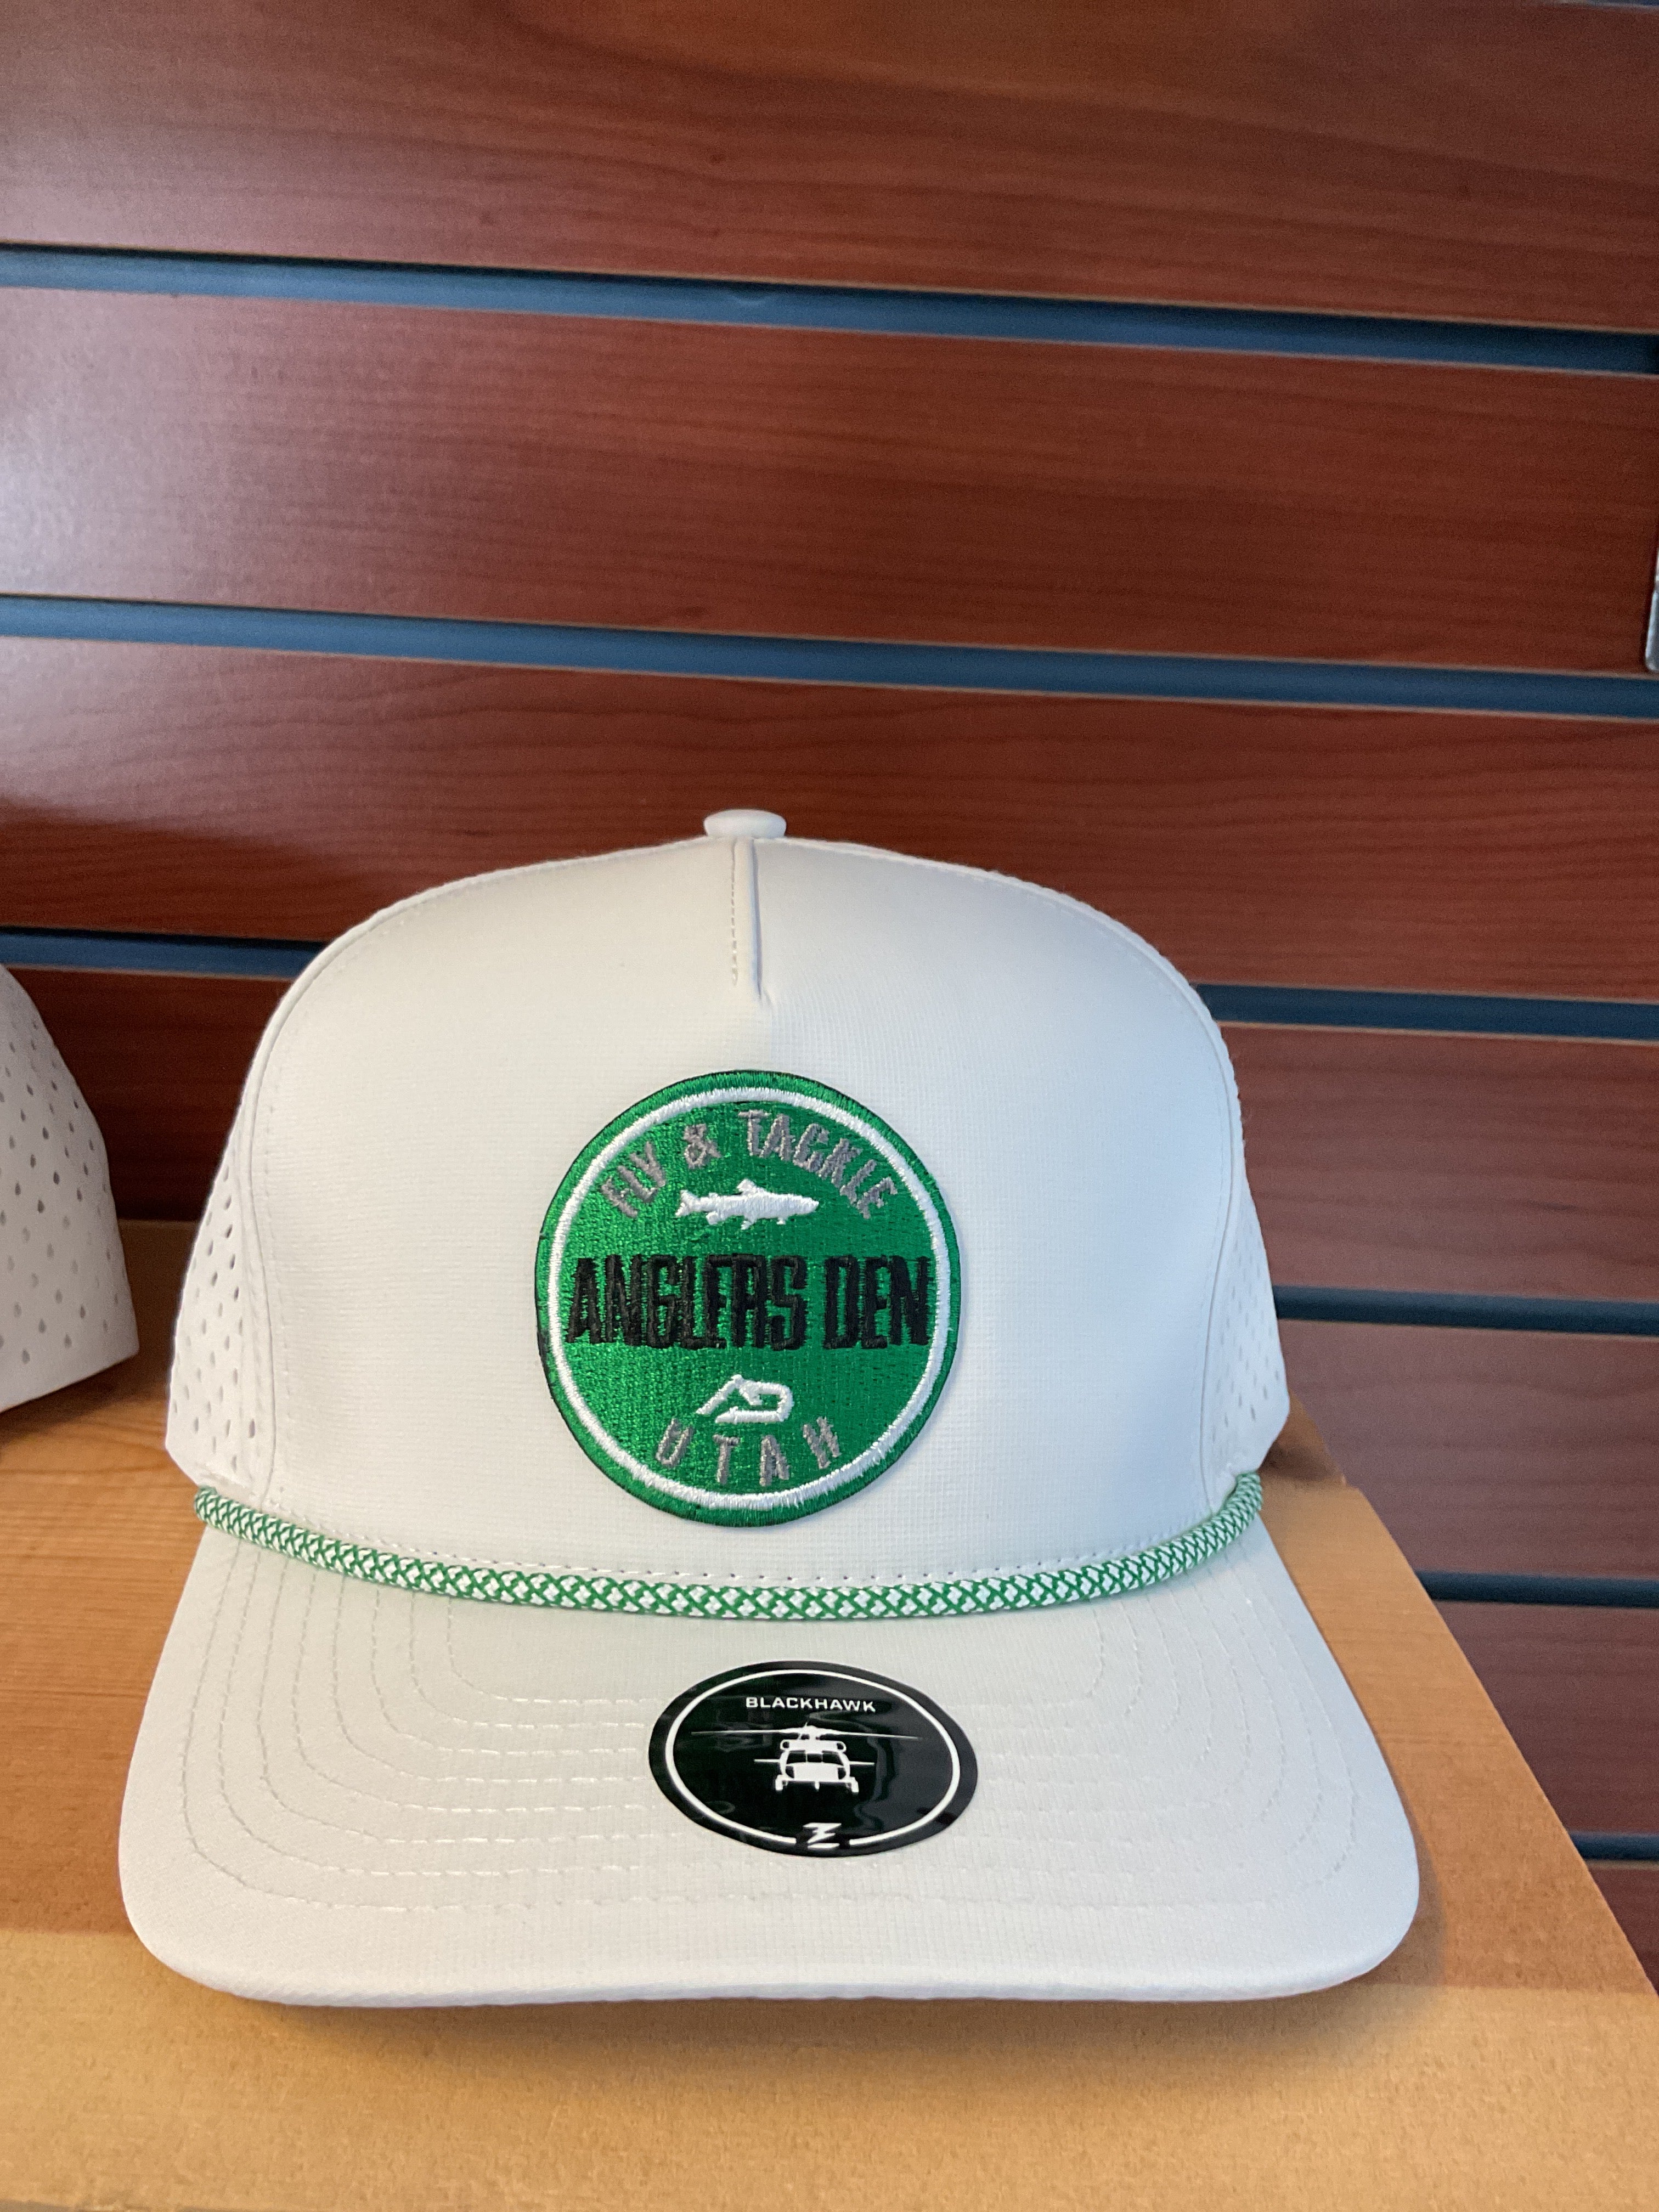 FLY & TACKLE
ANGLERS DEN
AD
UTAH
BLACKHAWK
Z